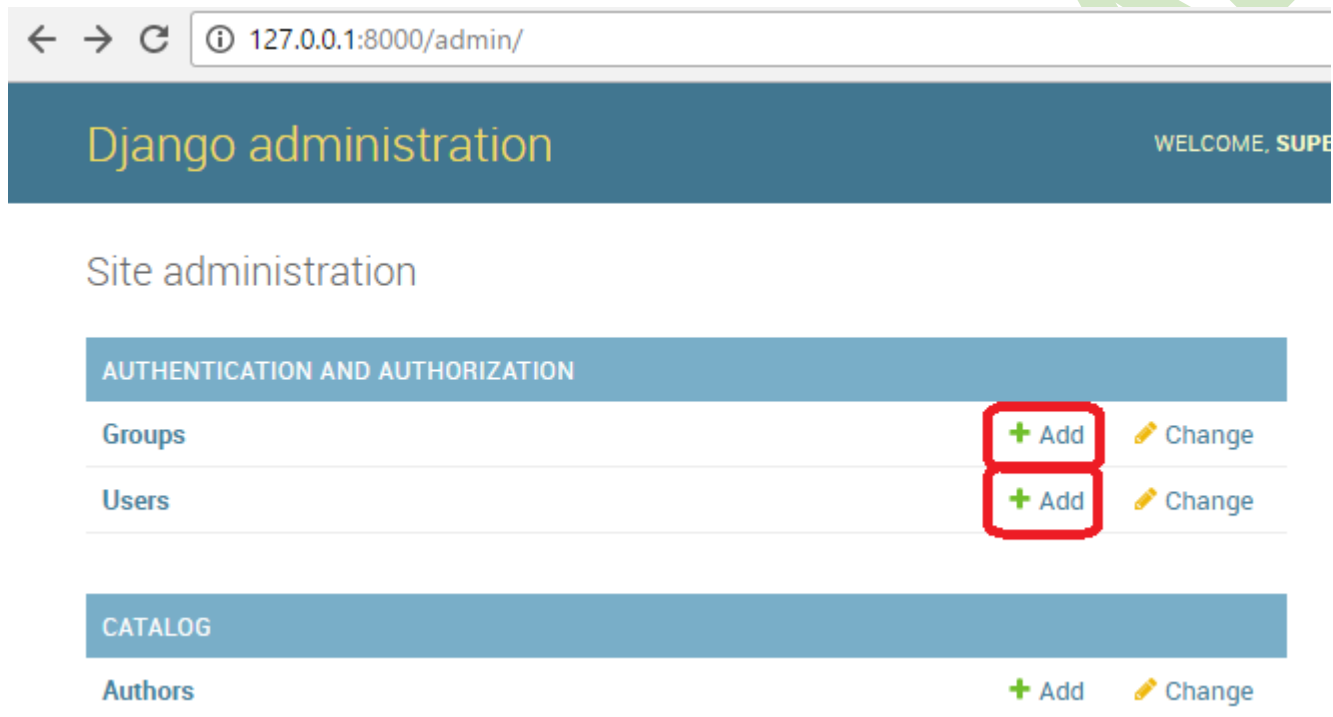 127.0.0.1:8000/admin/
Django administration
WELCOME, SUPE
Site administration
AUTHENTICATION AND AUTHORIZATION
Groups + Add Change
Users + Add Change
CATALOG
Authors + Add Change